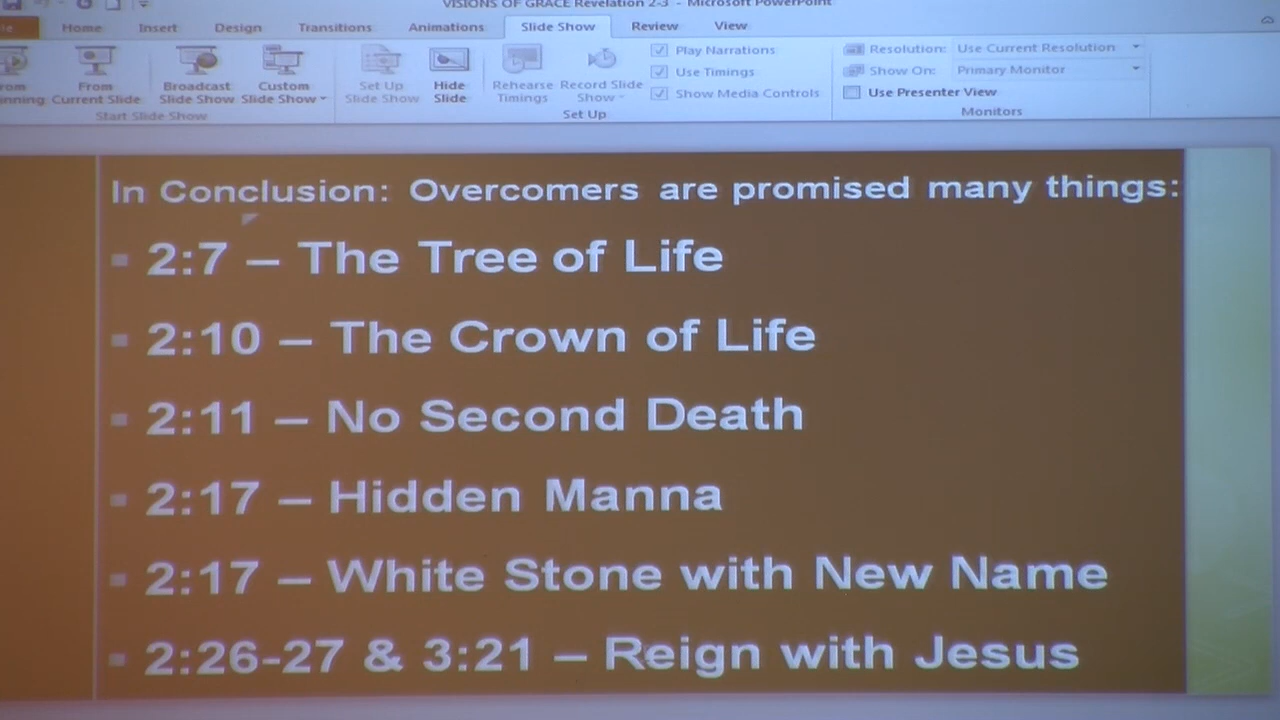 VISIONS OF GRACE Revelation 2-3 - Microsoft PowerPoint
Home Insert Design Transitions Animations Slide Show Review View
From Broadcast Custom Set Up Hide Rehearse Record Slide
Current Slide Slide Show Slide Show Slide Show Slide Timings Show
Play Narrations
Use Timings
Show Media Controls
Resolution: Use Current Resolution
Show On: Primary Monitor
Use Presenter View
Start Slide Show Set Up Monitors
In Conclusion: Overcomers are promised many things:
2:7 – The Tree of Life
2:10 – The Crown of Life
2:11 – No Second Death
2:17 – Hidden Manna
2:17 – White Stone with New Name
2:26-27 & 3:21 – Reign with Jesus